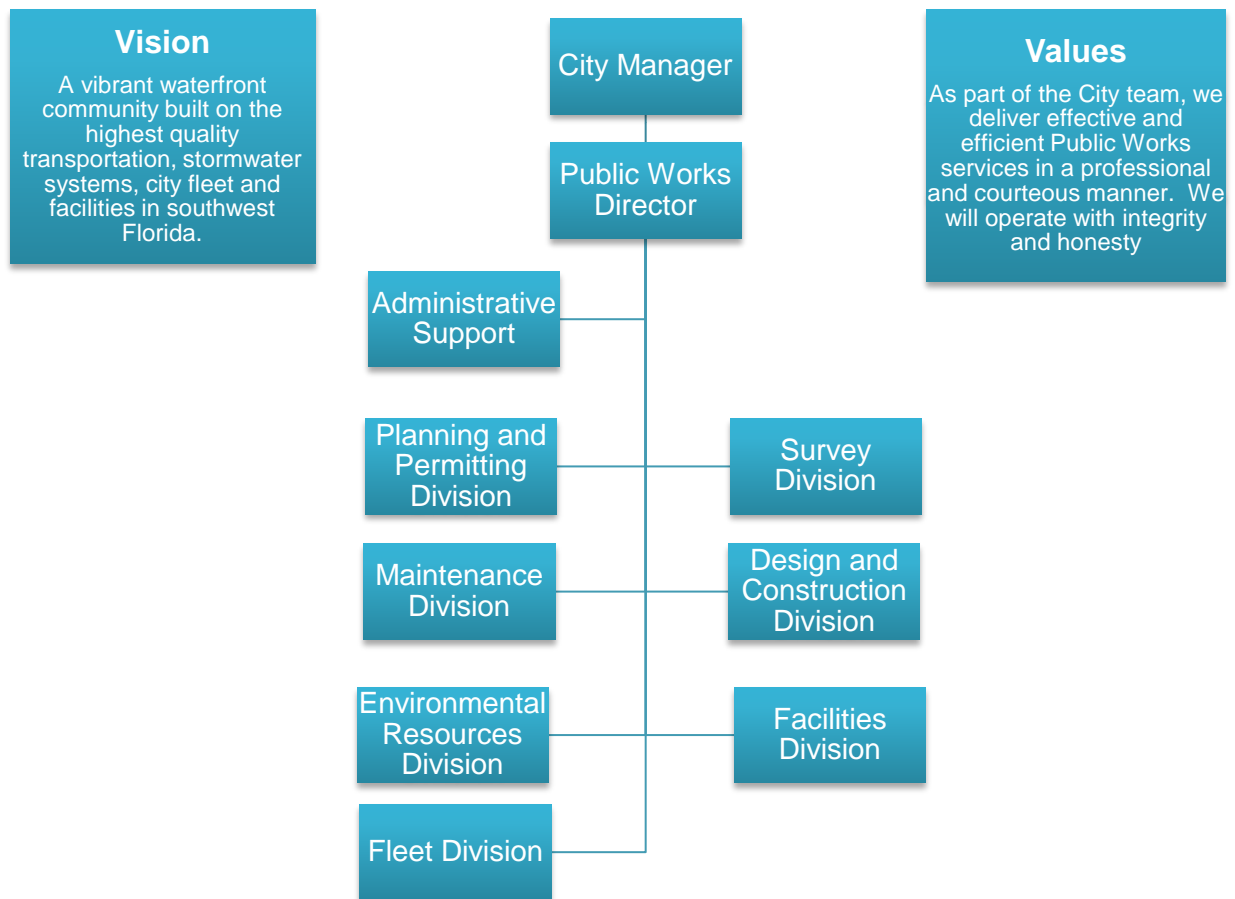 Vision
A vibrant waterfront
community built on the
highest quality
transportation, stormwater
systems, city fleet and
facilities in southwest
Florida.
City Manager
Public Works
Director
Values
As part of the City team, we
deliver effective and
efficient Public Works
services in a professional
and courteous manner.  We
will operate with integrity
and honesty
Administrative
Support
Planning and
Permitting
Division
Survey
Division
Maintenance
Division
Design and
Construction
Division
Environmental
Resources
Division
Facilities
Division
Fleet Division